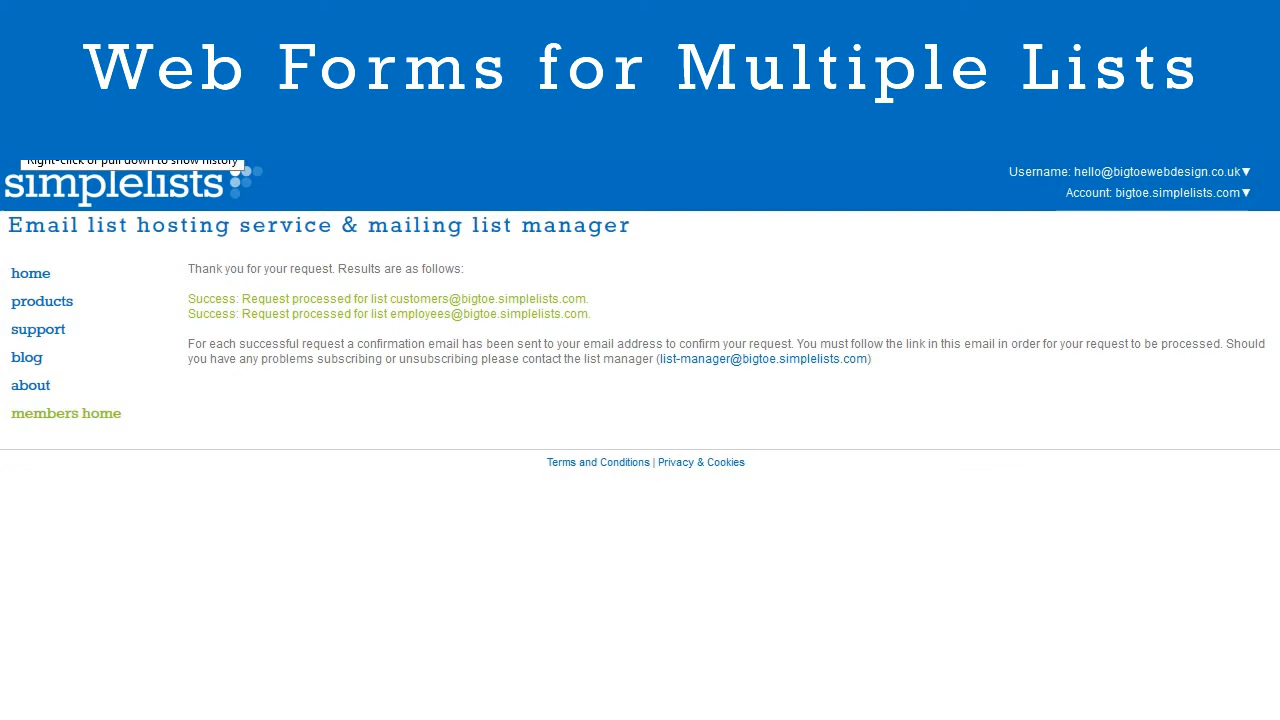 Web Forms for Multiple Lists
Right-click or pull down to show history
simplelists
Username: hello@bigtoewebdesign.co.uk▼
Account: bigtoe.simplelists.com▼
Email list hosting service & mailing list manager
home
products
support
blog
about
members home
Thank you for your request. Results are as follows:
Success: Request processed for list customers@bigtoe.simplelists.com.
Success: Request processed for list employees@bigtoe.simplelists.com.
For each successful request a confirmation email has been sent to your email address to confirm your request. You must follow the link in this email in order for your request to be processed. Should
you have any problems subscribing or unsubscribing please contact the list manager (list-manager@bigtoe.simplelists.com)
Terms and Conditions | Privacy & Cookies